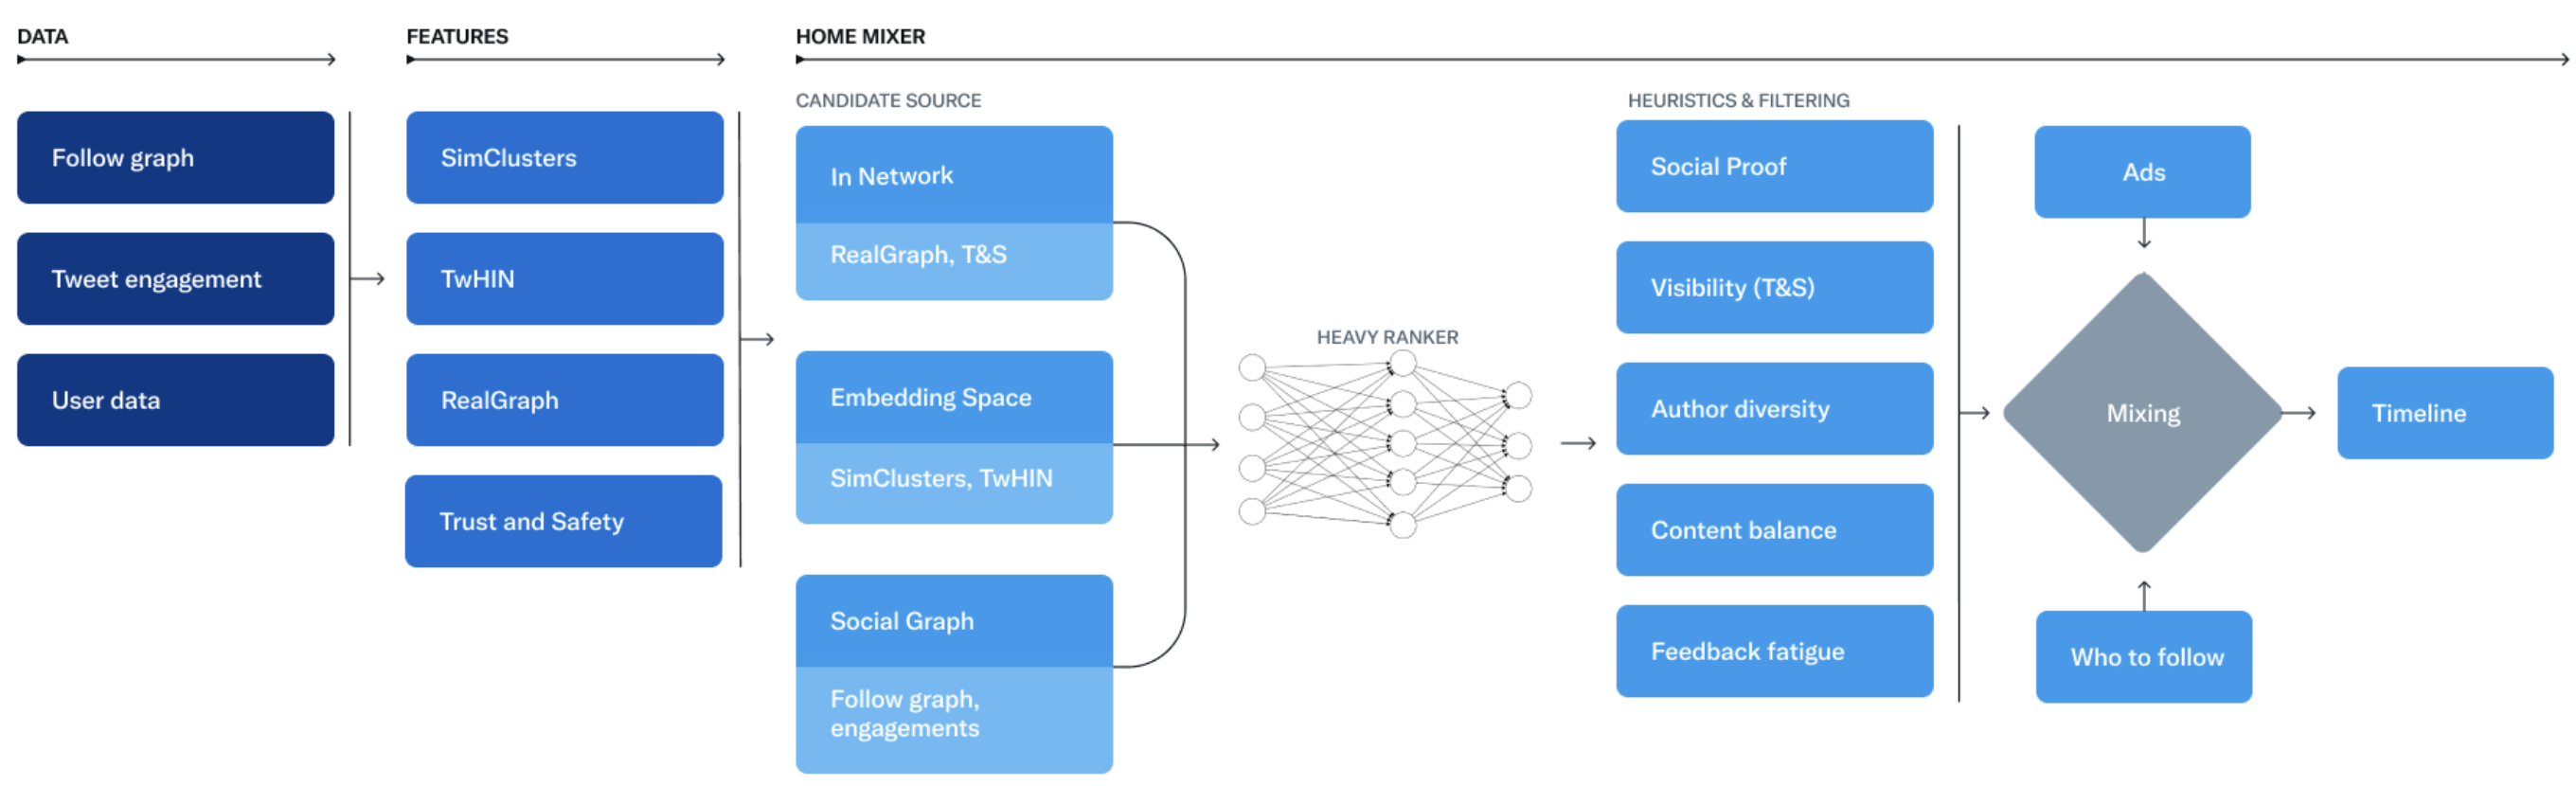 DATA
FEATURES
HOME MIXER
Follow graph
Tweet engagement
User data
SimClusters
TwHIN
RealGraph
Trust and Safety
CANDIDATE SOURCE
In Network
RealGraph, T&S
Embedding Space
SimClusters, TwHIN
Social Graph
Follow graph,
engagements
HEAVY RANKER
HEURISTICS & FILTERING
Social Proof
Visibility (T&S)
Author diversity
Content balance
Feedback fatigue
Ads
Mixing
Who to follow
Timeline